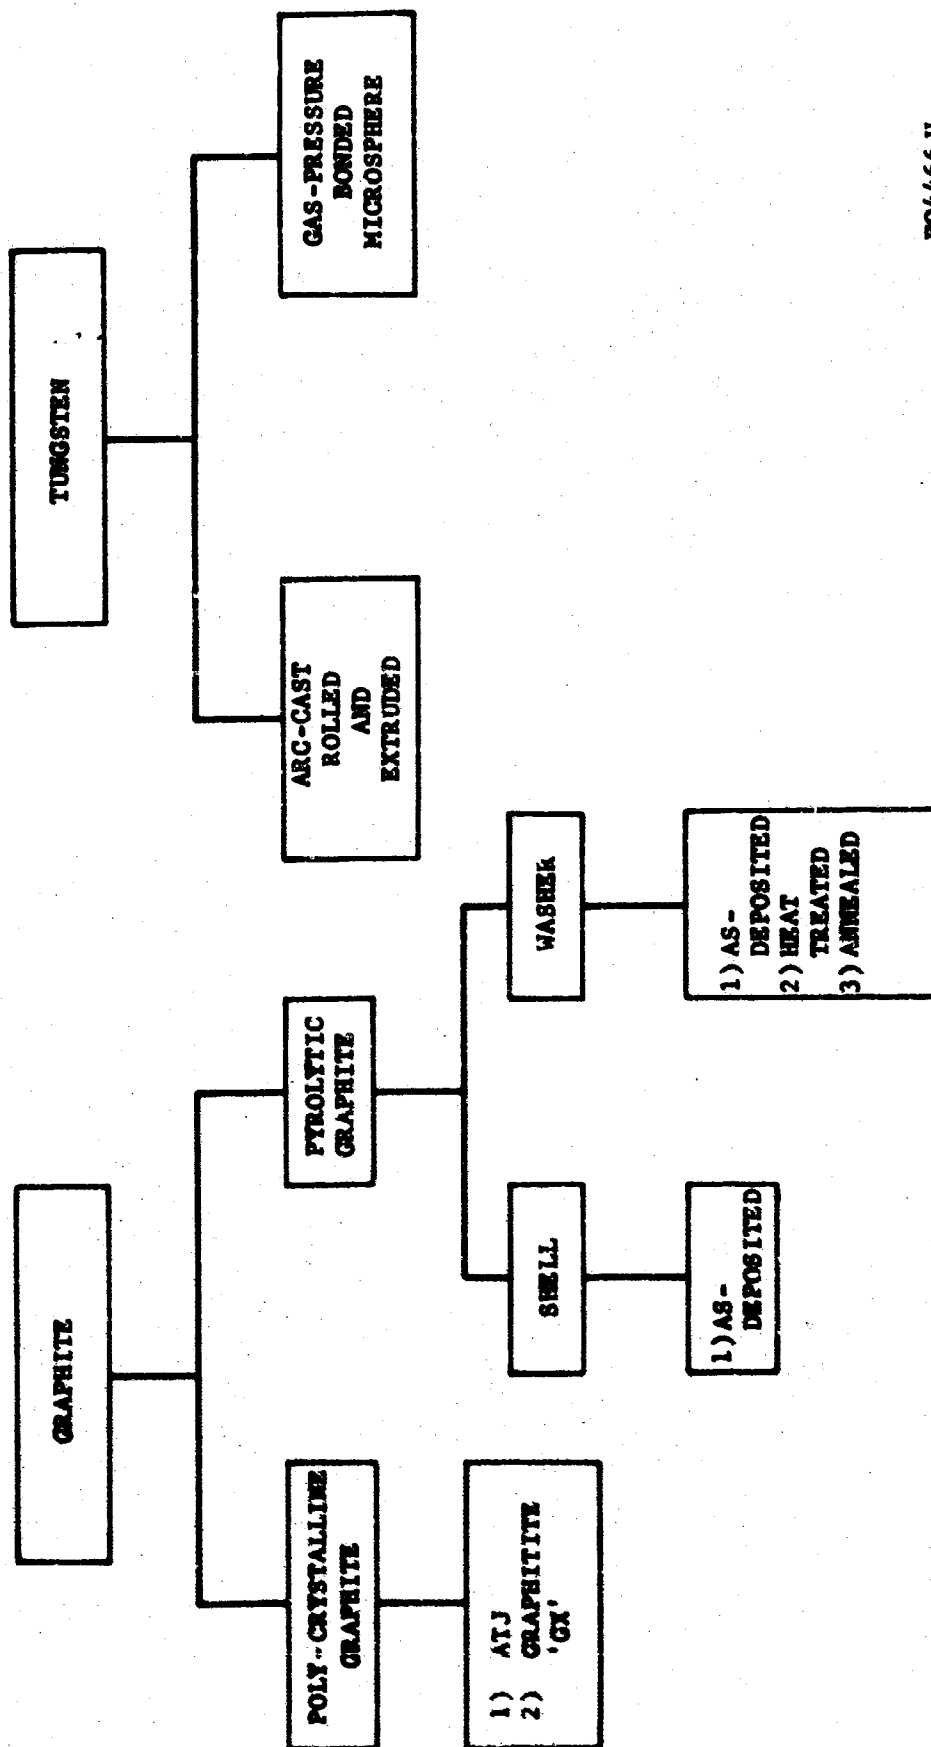 GRAPHITE
TUNGSTEN
POLY-CRYSTALLINE
GRAPHITE
PYROLYTIC
GRAPHITE
ARC-CAST
ROLLED
AND
EXTRUDED
GAS-PRESSURE
BONDED
MICROSPHERE
SHELL
WASHER
1) ATJ
2) GRAPHITITE
'GX'
1)AS-
DEPOSITED
1)AS-
DEPOSITED
2)HEAT
TREATED
3)ANNEALED